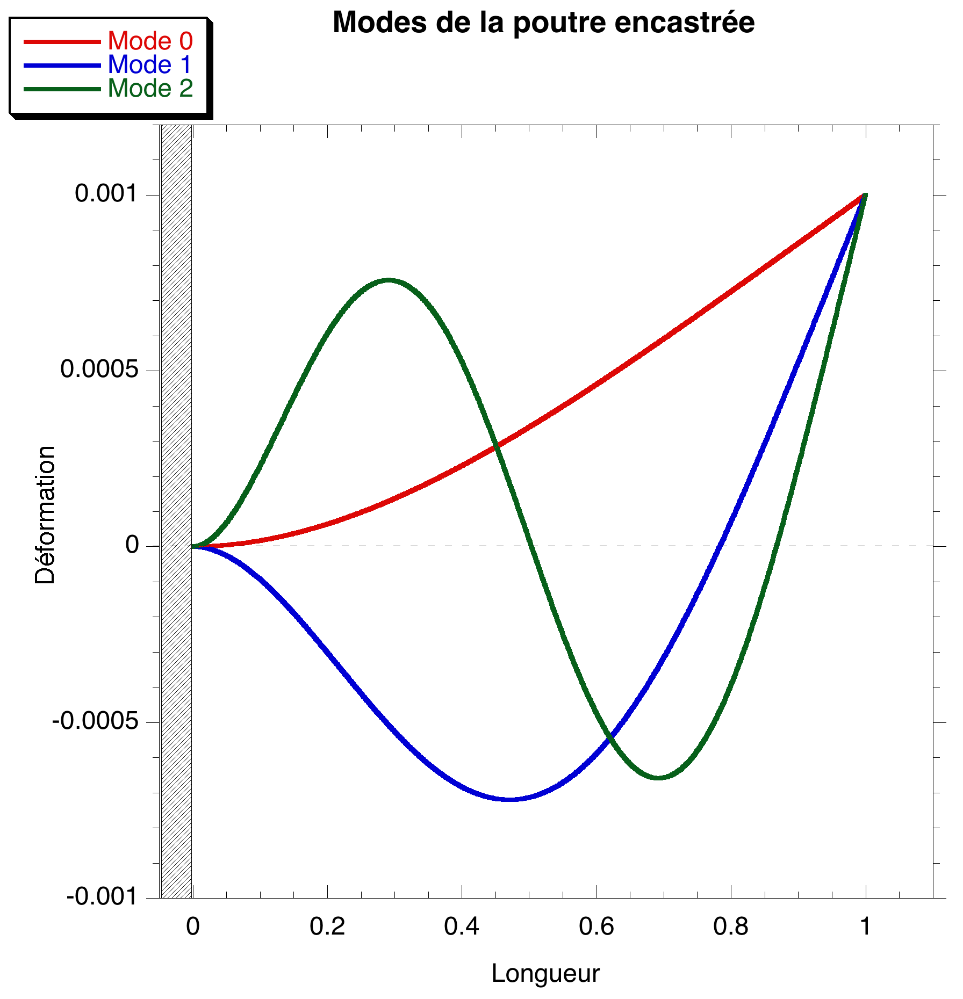 Modes de la poutre encastrée
Mode 0
Mode 1
Mode 2
0.001
0.0005
0
-0.0005
-0.001
Déformation
0 0.2 0.4 0.6 0.8 1
Longueur